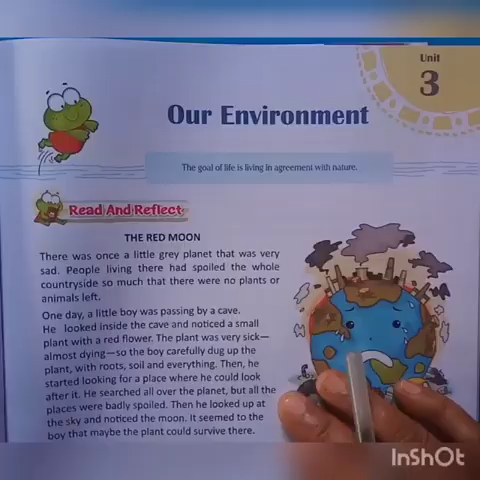 Unit
3
Our Environment
The goal of life is living in agreement with nature.
Read And Reflect
THE RED MOON
There was once a little grey planet that was very
sad. People living there had spoiled the whole
countryside so much that there were no plants or
animals left.
One day, a little boy was passing by a cave.
He looked inside the cave and noticed a small
plant with a red flower. The plant was very sick—
almost dying—so the boy carefully dug up the
plant, with roots, soil and everything. Then, he
started looking for a place where he could look
after it. He searched all over the planet, but all the
places were badly spoiled. Then he looked up at
the sky and noticed the moon. It seemed to the
boy that maybe the plant could survive there.
InShOt